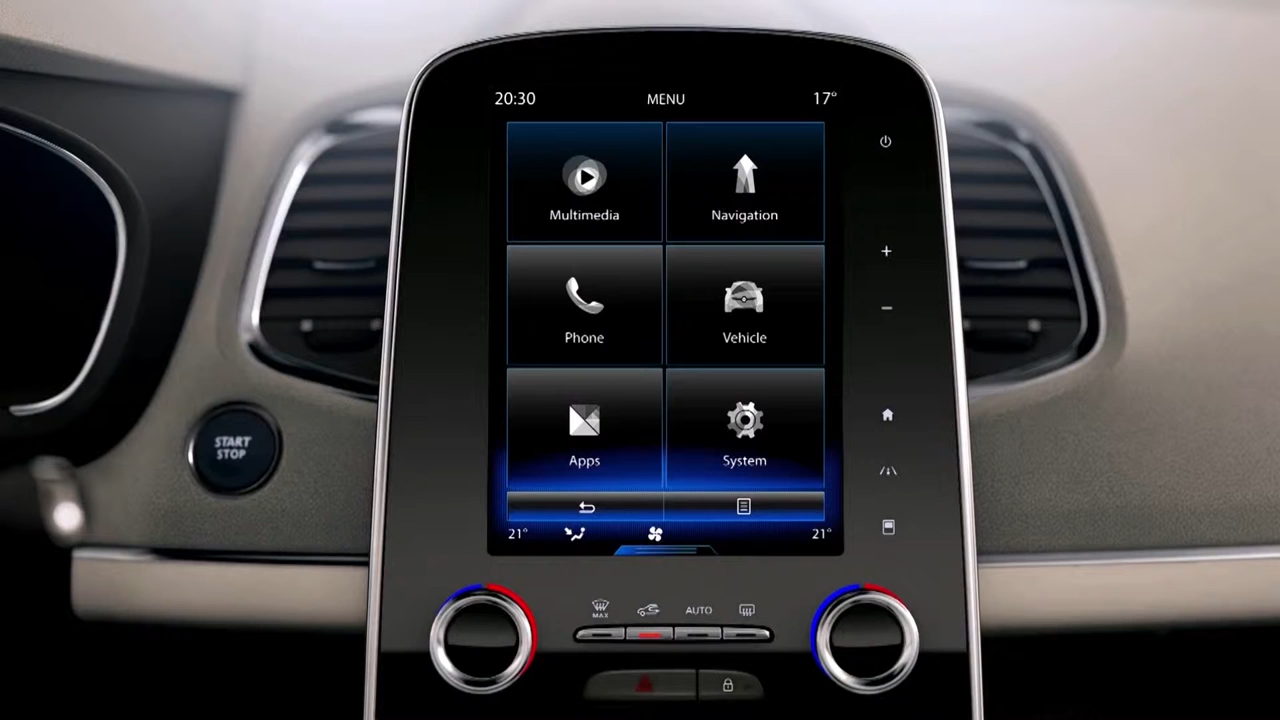 20:30 MENU 17°
Multimedia Navigation
Phone Vehicle
START
STOP
Apps System
21° 21°
MAX AUTO